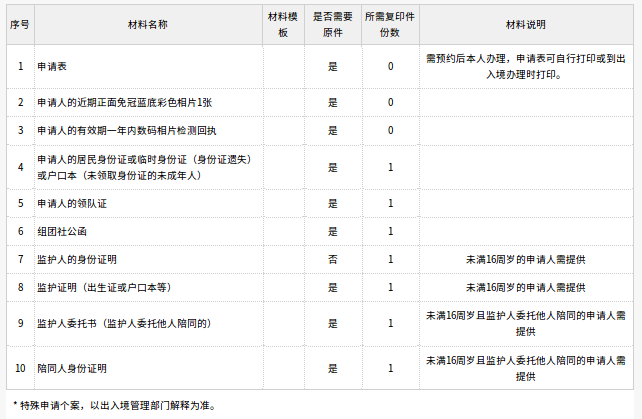 序号 材料名称 材料模板 是否需要原件 所需复印件份数 材料说明
1 申请表 是 0 需预约后本人办理，申请表可自行打印或到出入境办理时打印。
2 申请人的近期正面免冠蓝底彩色相片1张 是 0
3 申请人的有效期一年内数码相片检测回执 是 0
4 申请人的居民身份证或临时身份证（身份证遗失）或户口本（未领取身份证的未成年人） 是 1
5 申请人的领队证 是 1
6 组团社公函 是 1
7 监护人的身份证明 否 1 未满16周岁的申请人需提供
8 监护证明（出生证或户口本等） 是 1 未满16周岁的申请人需提供
9 监护人委托书（监护人委托他人陪同的） 是 1 未满16周岁且监护人委托他人陪同的申请人需提供
10 陪同人身份证明 是 1 未满16周岁且监护人委托他人陪同的申请人需提供
* 特殊申请个案，以出入境管理部门解释为准。